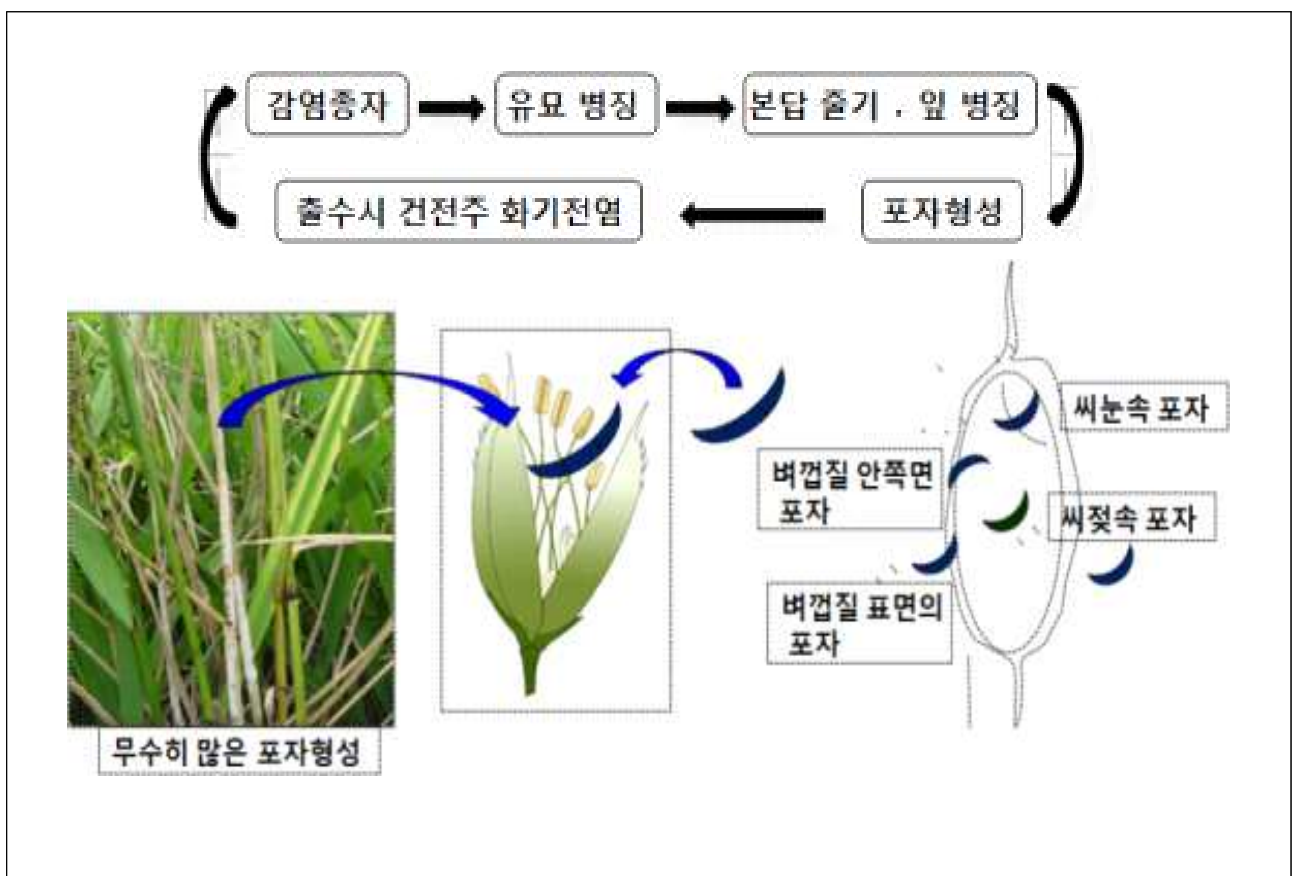 감염종자
유묘 병징
본답 줄기 . 잎 병징
출수시 건전주 화기전염
포자형성
씨눈속 포자
벼껍질 안쪽면
포자
씨젖속 포자
벼껍질 표면의
포자
무수히 많은 포자형성